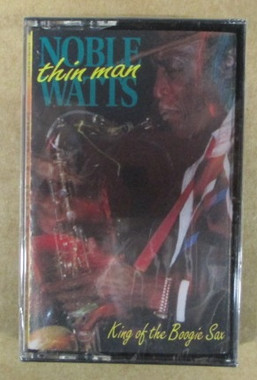 NOBLE
thin man
WATTS
King of the Boogie Sax